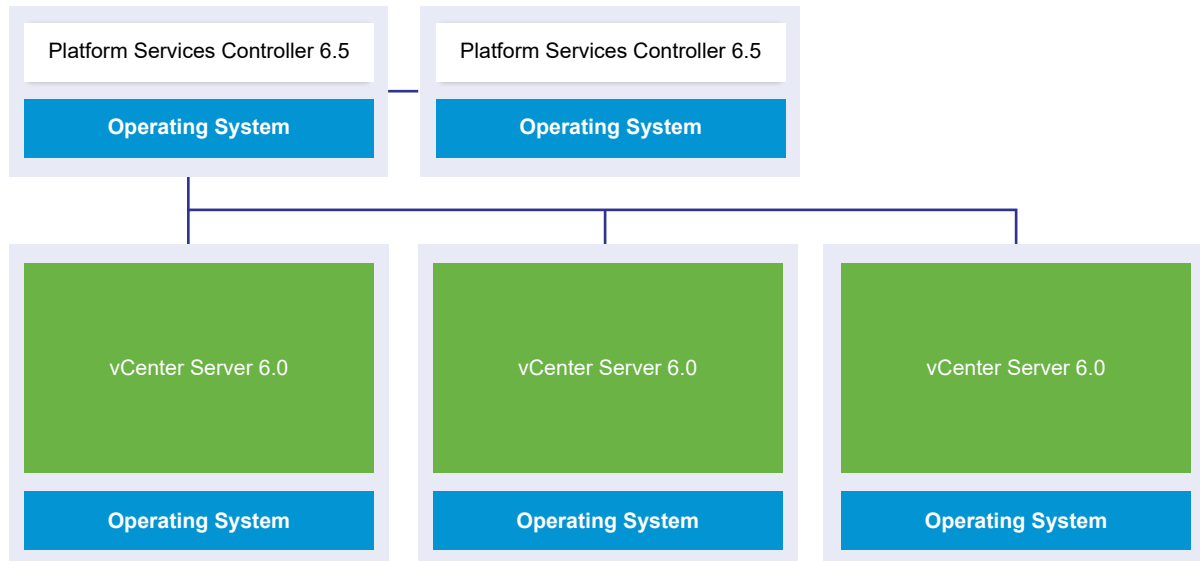 Platform Services Controller 6.5
Platform Services Controller 6.5
Operating System
Operating System
vCenter Server 6.0
vCenter Server 6.0
vCenter Server 6.0
Operating System
Operating System
Operating System